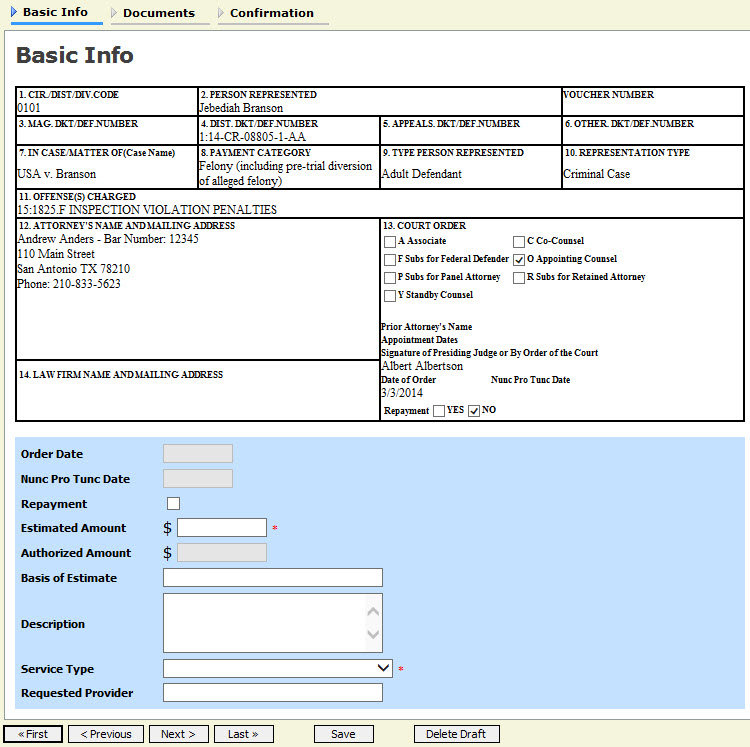 Basic Info Documents Confirmation
Basic Info
1. CIR./DIST/DIV.CODE 2. PERSON REPRESENTED VOUCHER NUMBER
0101 Jebediah Branson
3. MAG. DKT/DEF.NUMBER 4. DIST. DKT/DEF.NUMBER 5. APPEALS. DKT/DEF.NUMBER 6. OTHER. DKT/DEF.NUMBER
1:14-CR-08805-1-AA
7. IN CASE/MATTER OF(Case Name) 8. PAYMENT CATEGORY 9. TYPE PERSON REPRESENTED 10. REPRESENTATION TYPE
USA v. Branson Felony (including pre-trial diversion Adult Defendant Criminal Case
of alleged felony)
11. OFFENSE(S) CHARGED
15:1825.F INSPECTION VIOLATION PENALTIES
12. ATTORNEY'S NAME AND MAILING ADDRESS
Andrew Anders - Bar Number: 12345
110 Main Street
San Antonio TX 78210
Phone: 210-833-5623
14. LAW FIRM NAME AND MAILING ADDRESS
13. COURT ORDER
A Associate C Co-Counsel
F Subs for Federal Defender O Appointing Counsel
P Subs for Panel Attorney R Subs for Retained Attorney
Y Standby Counsel
Prior Attorney's Name
Appointment Dates
Signature of Presiding Judge or By Order of the Court
Albert Albertson
Date of Order Nunc Pro Tunc Date
3/3/2014
Repayment YES NO
Order Date
Nunc Pro Tunc Date
Repayment
Estimated Amount $ *
Authorized Amount $
Basis of Estimate
Description
Service Type *
Requested Provider
« First < Previous Next > Last » Save Delete Draft